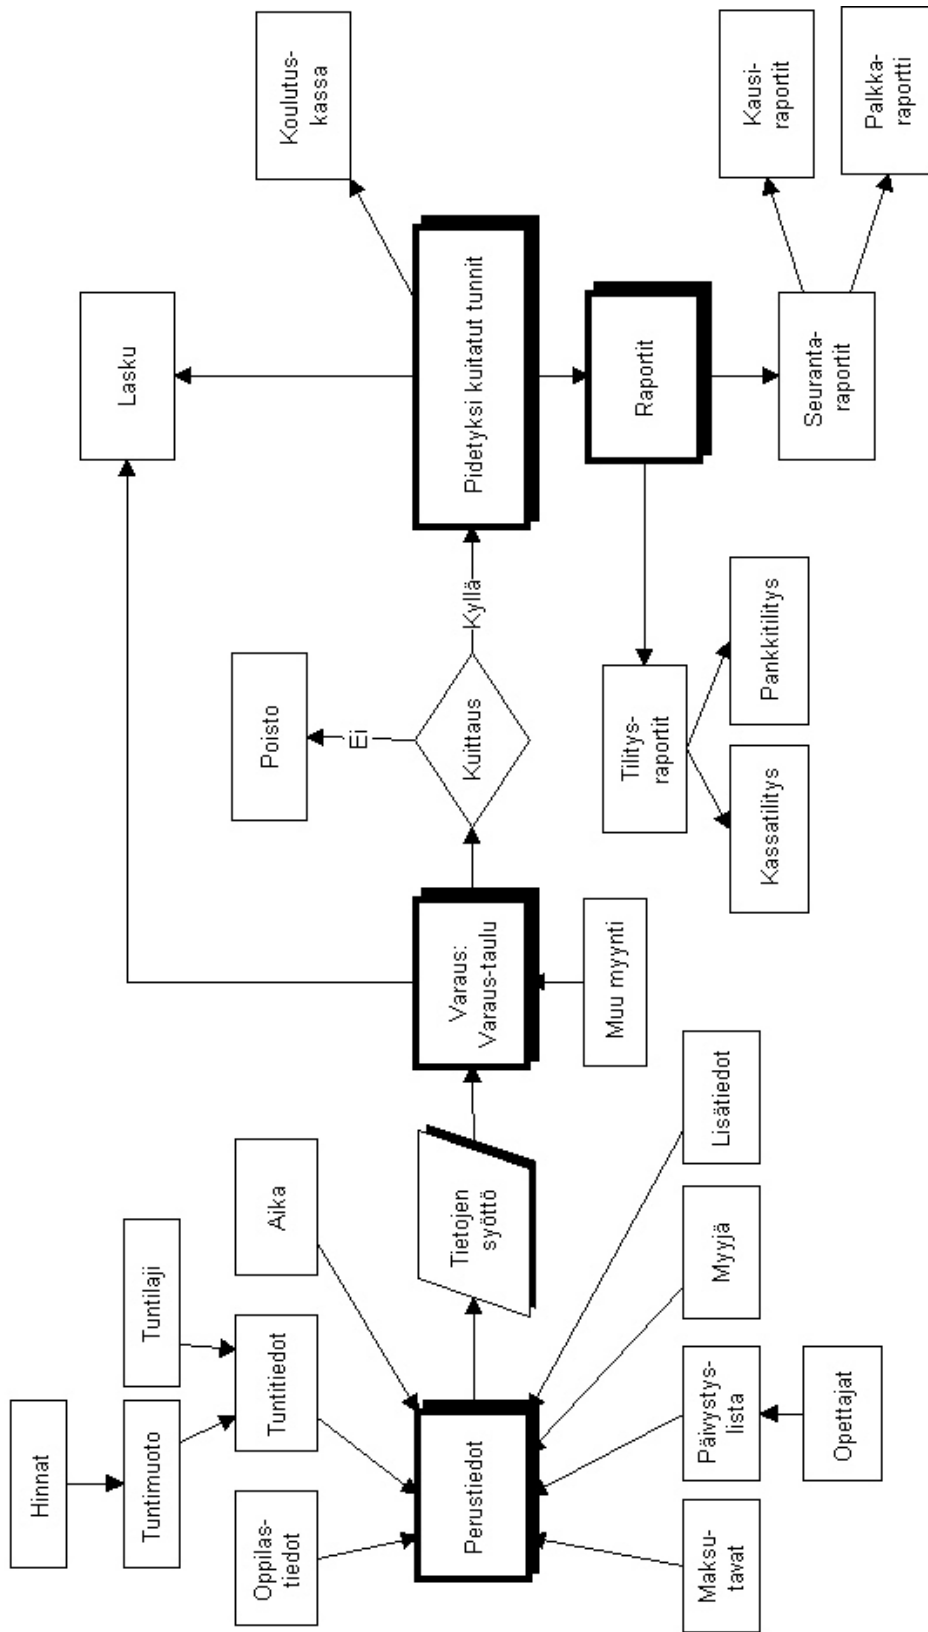 Hinnat
Tuntimuoto
Tuntilaji
Oppilas-
tiedot
Tuntitiedot
Aika
Perustiedot
Tietojen
syöttö
Maksu-
tavat
Päivystys-
lista
Myyjä
Lisätiedot
Opettajat
Varaus:
Varaus-taulu
Muu myynti
Kuittaus
Ei
Poisto
Kyllä
Pidetyksi kuitatut tunnit
Lasku
Koulutus-
kassa
Raportit
Tilitys-
raportit
Kassatilitys
Pankkitilitys
Seuranta-
raportit
Kausi-
raportit
Palkka-
raportti